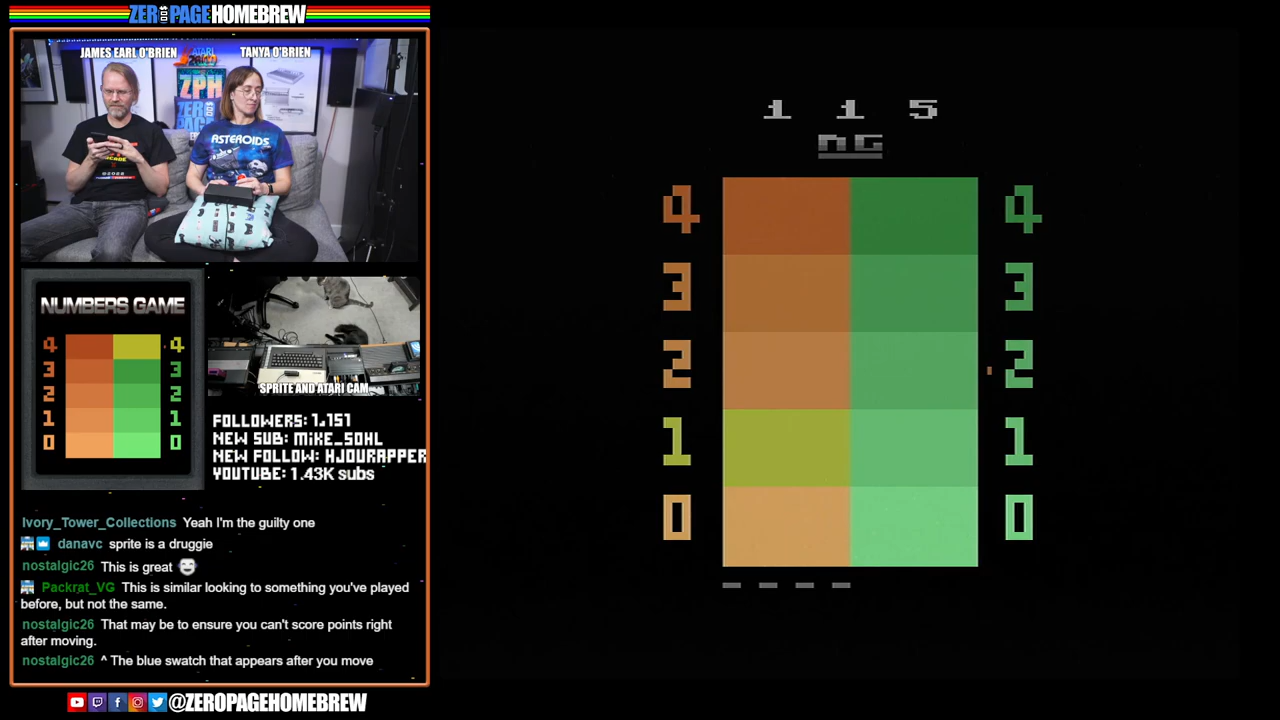 ZEROPAGEHOMEBREW
JAMES EARL O'BRIEN
TANYA O'BRIEN
ATARI
ZPH
ZERO
PAGE
ASTEROIDS
NUMBERS GAME
4 4
3 3
2 2
1 1
0 0
SPRITE AND ATARI CAM
FOLLOWERS: 1,151
NEW SUB: MIKE_SOHL
NEW FOLLOW: HJOURAPPER
YOUTUBE: 1.43K subs
Ivory_Tower_Collections Yeah I'm the guilty one
danavc sprite is a druggie
nostalgic26 This is great
Packrat_VG This is similar looking to something you've played
before, but not the same.
nostalgic26 That may be to ensure you can't score points right
after moving.
nostalgic26 ^ The blue swatch that appears after you move
@ZEROPAGEHOMEBREW
1 1 5
NG
4 4
3 3
2 2
1 1
0 0